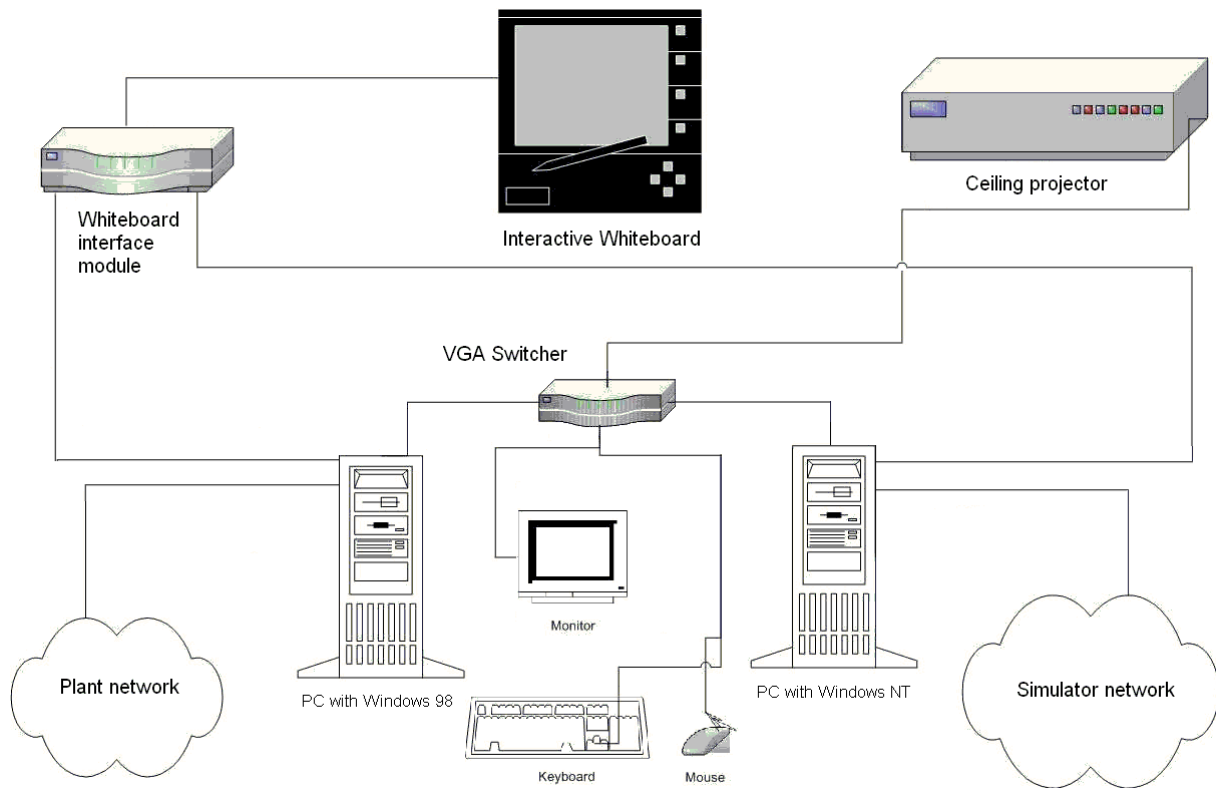 Interactive Whiteboard
Ceiling projector
Whiteboard
interface
module
VGA Switcher
Monitor
Plant network
PC with Windows 98
PC with Windows NT
Simulator network
Keyboard
Mouse